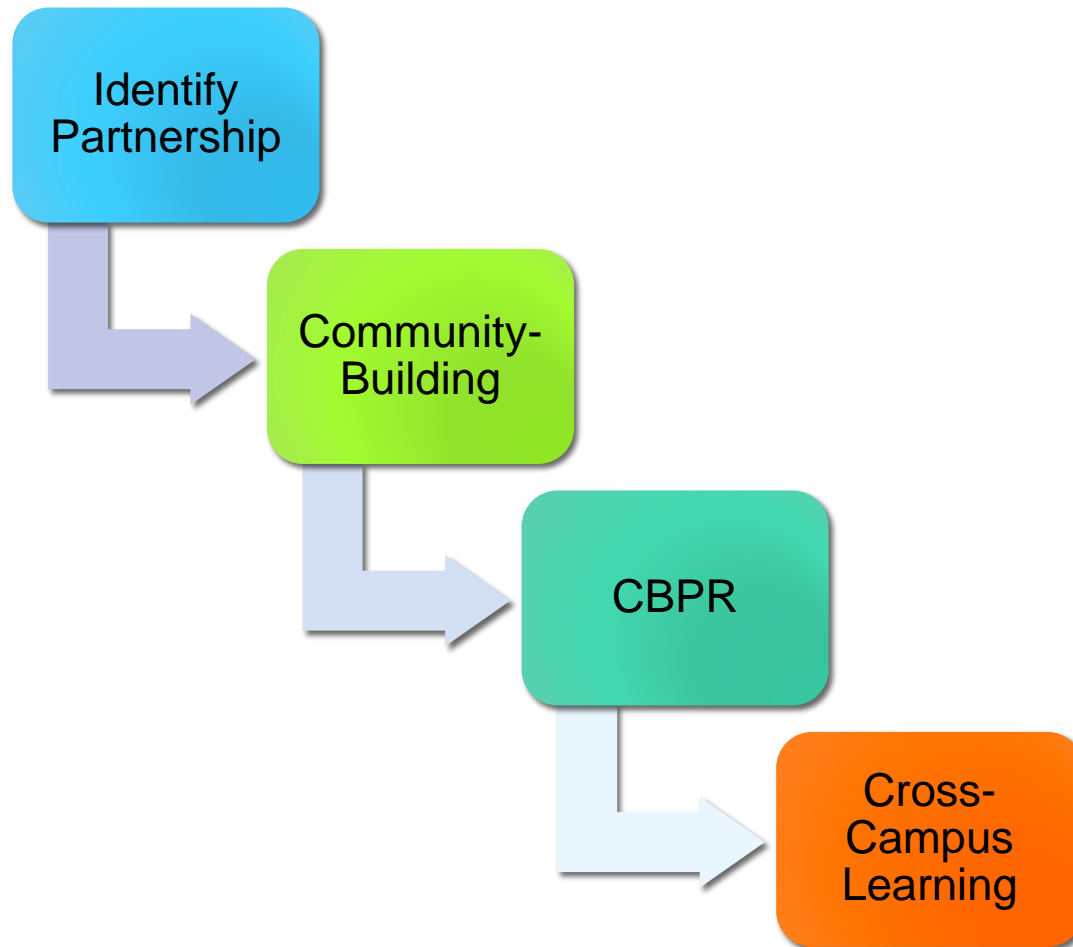 Identify
Partnership
Community-
Building
CBPR
Cross-
Campus
Learning